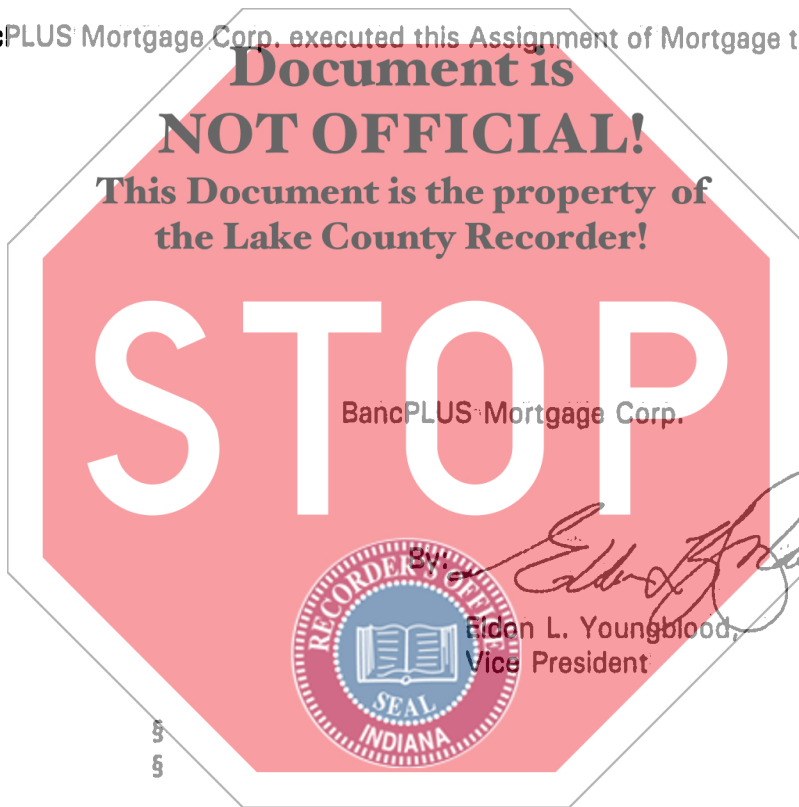 cPLUS Mortgage Corp. executed this Assignment of Mortgage t
Document is
NOT OFFICIAL!
This Document is the property of
the Lake County Recorder!
STOP
BancPLUS Mortgage Corp.
By:
Eldon L. Youngblood,
Vice President
RECORDER'S OFFICE
SEAL
INDIANA
§
§